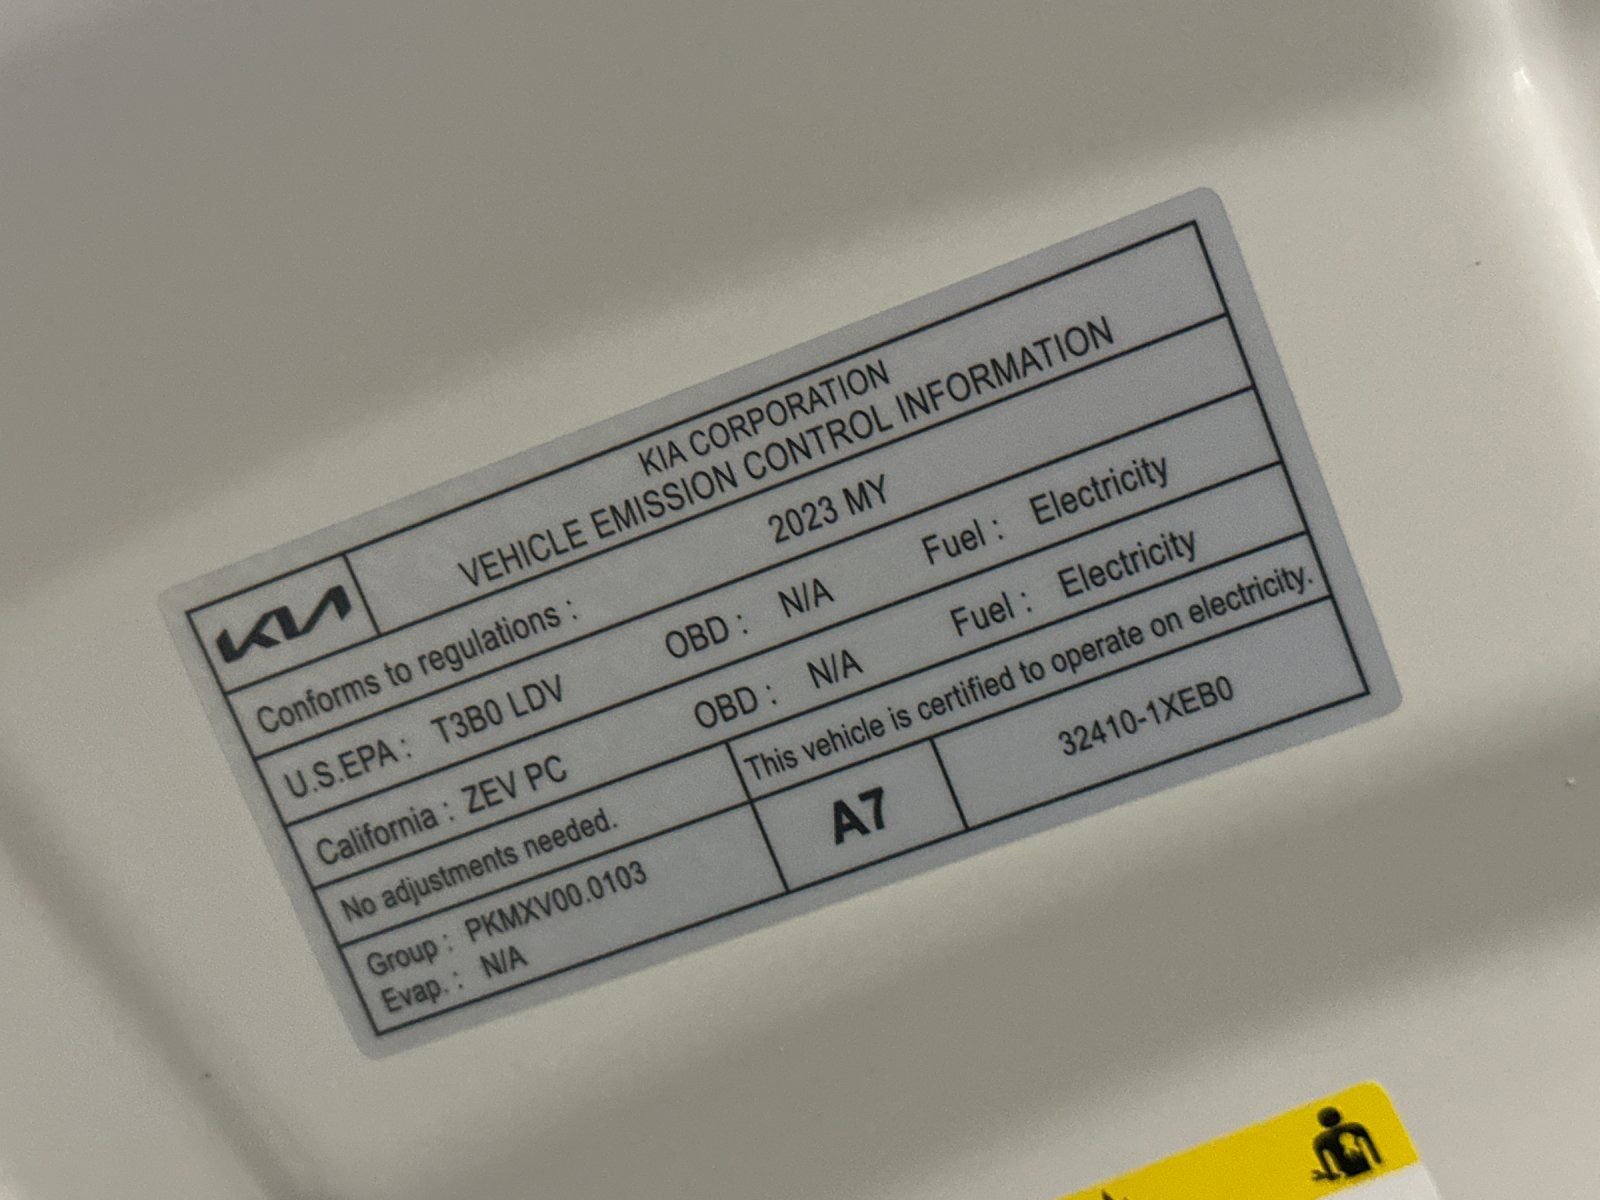 KIA CORPORATION
KIA VEHICLE EMISSION CONTROL INFORMATION
Conforms to regulations : 2023 MY
U.S.EPA : T3B0 LDV OBD : N/A Fuel : Electricity
California : ZEV PC OBD : N/A Fuel : Electricity
No adjustments needed. This vehicle is certified to operate on electricity.
Group : PKMXV00.0103 A7 32410-1XEB0
Evap. : N/A